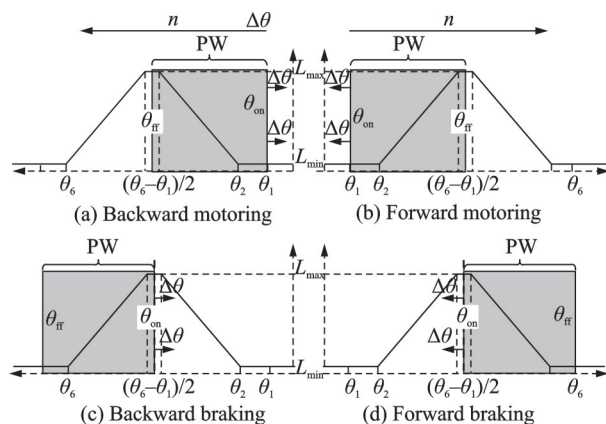 n Δθ n
PW PW
Δθ L_max Δθ
θ_on θ_ff θ_on θ_ff
Δθ Δθ
L_min
θ_6 (θ_6–θ_1)/2 θ_2 θ_1 θ_1 θ_2 (θ_6–θ_1)/2 θ_6
(a) Backward motoring (b) Forward motoring
PW PW
L_max
Δθ Δθ
θ_ff θ_on θ_on θ_ff
Δθ Δθ
L_min
θ_6 (θ_6–θ_1)/2 θ_2 θ_1 θ_1 θ_2 (θ_6–θ_1)/2 θ_6
(c) Backward braking (d) Forward braking